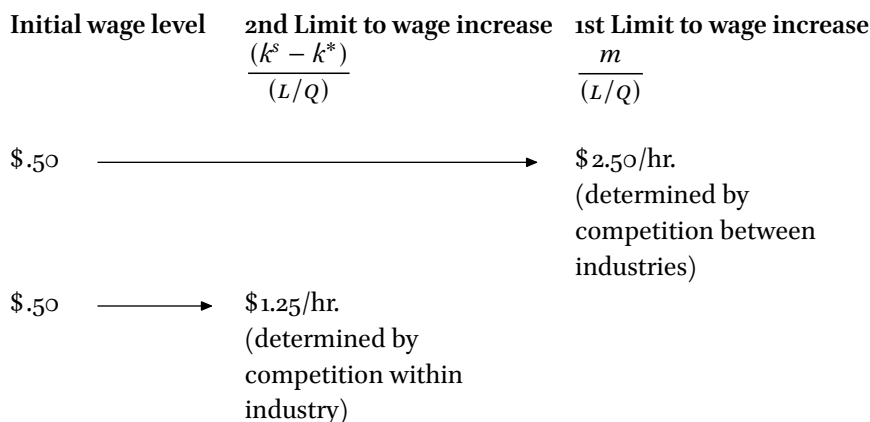 Initial wage level 2nd Limit to wage increase 1st Limit to wage increase
(kˢ − k*) / (L/Q) m / (L/Q)
$.50 $2.50/hr.
(determined by
competition between
industries)
$.50 $1.25/hr.
(determined by
competition within
industry)